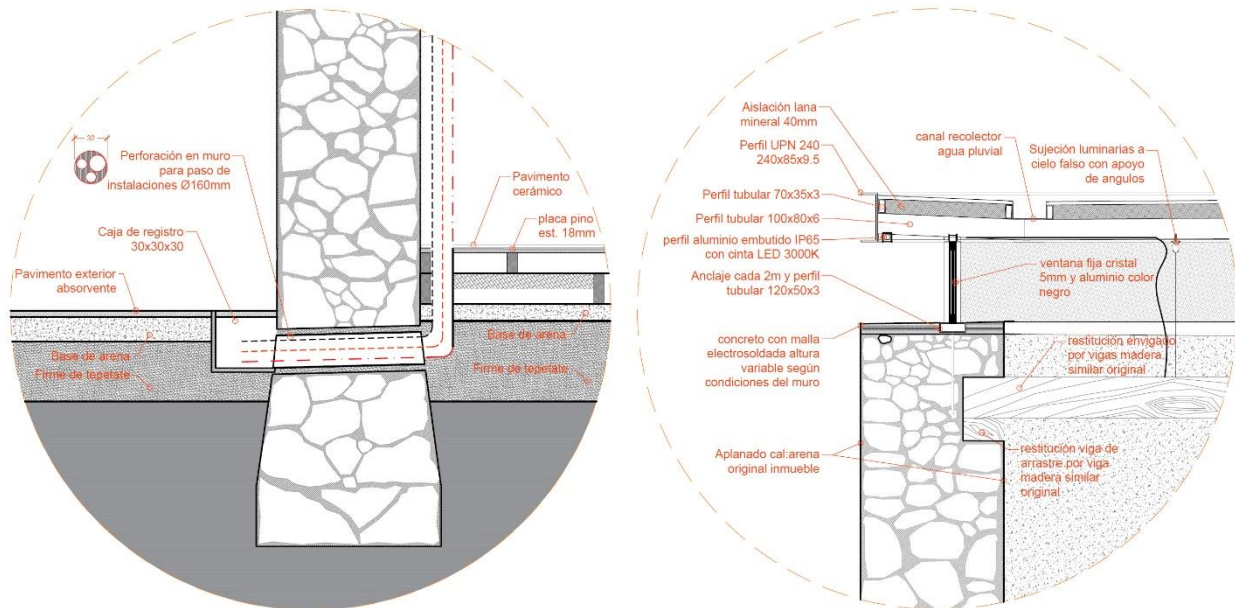 30
Perforación en muro
para paso de
instalaciones Ø160mm
Caja de registro
30x30x30
Pavimento exterior
absorvente
Base de arena
Firme de tepetate
Pavimento
cerámico
placa pino
est. 18mm
Base de arena
Firme de tepetate
Aislación lana
mineral 40mm
Perfil UPN 240
240x85x9.5
Perfil tubular 70x35x3
Perfil tubular 100x80x6
perfil aluminio embutido IP65
con cinta LED 3000K
Anclaje cada 2m y perfil
tubular 120x50x3
concreto con malla
electrosoldada altura
variable según
condiciones del muro
Aplanado cal:arena
original inmueble
canal recolector
agua pluvial
Sujeción luminarias a
cielo falso con apoyo
de angulos
ventana fija cristal
5mm y aluminio color
negro
restitución envigado
por vigas madera
similar original
restitución viga de
arrastre por viga
madera similar
original